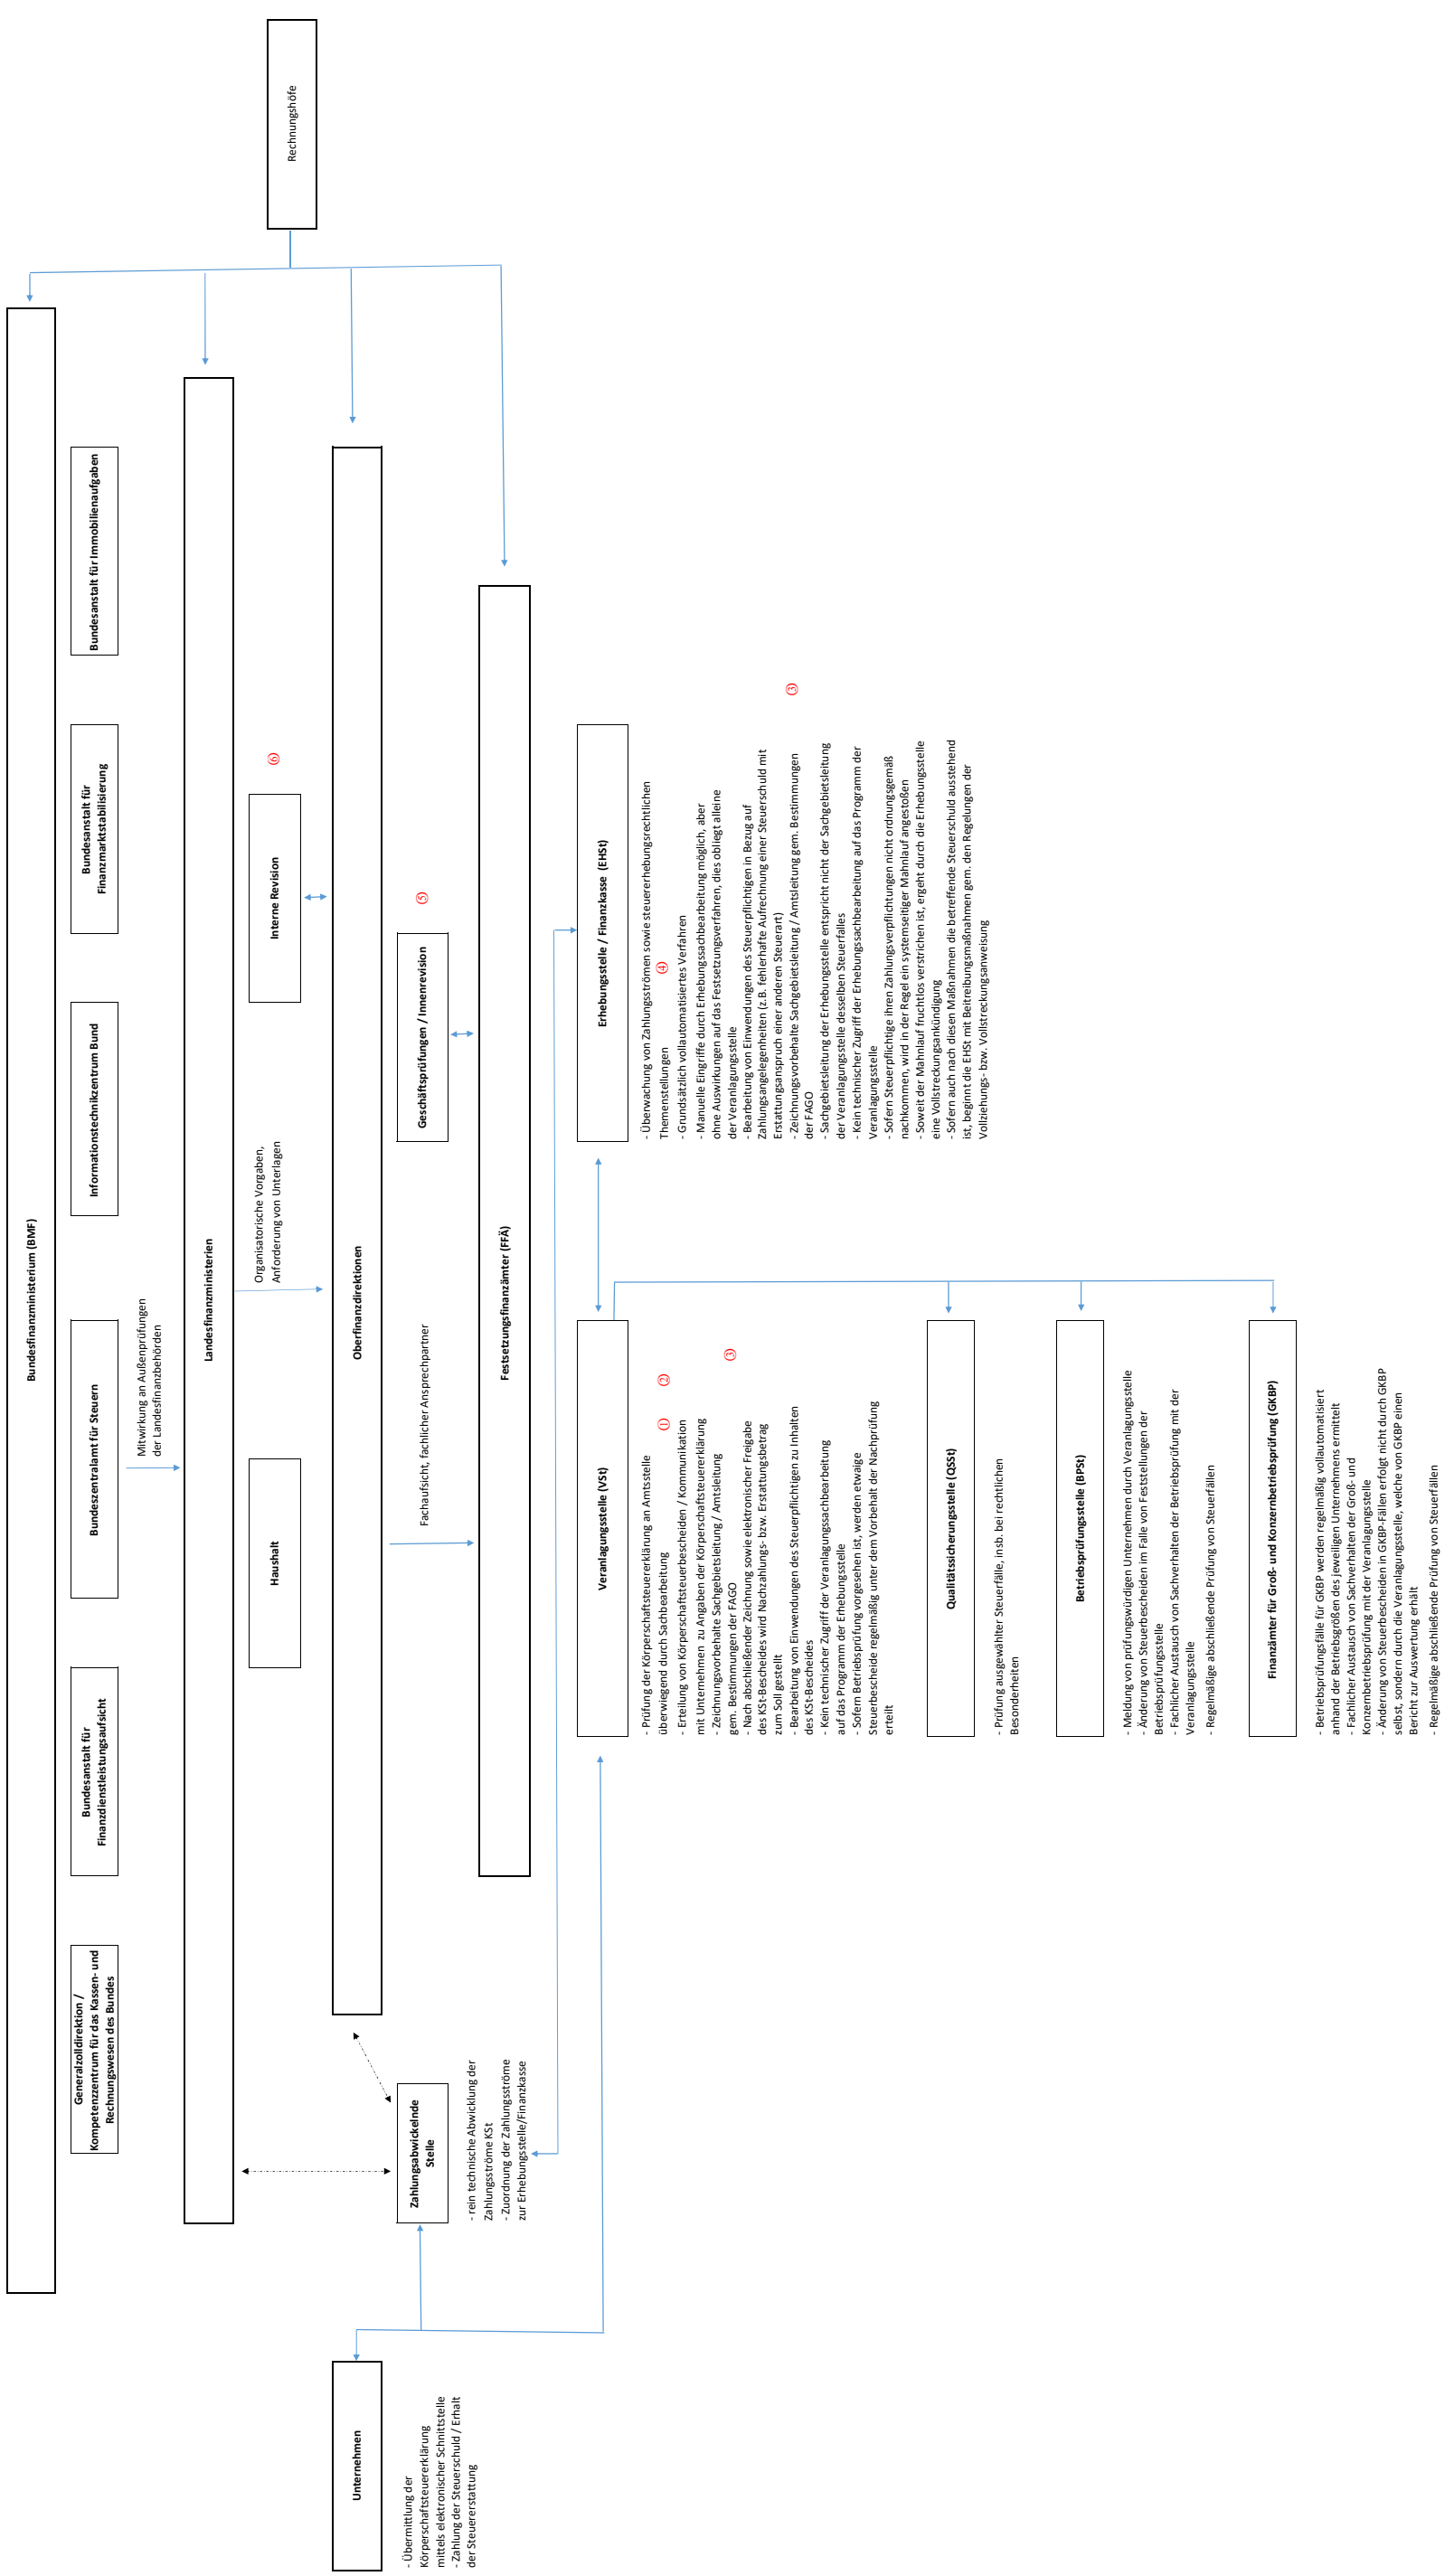 Rechnungshöfe
Bundesfinanzministerium (BMF)
Generalzolldirektion /
Kompetenzzentrum für das Kassen- und
Rechnungswesen des Bundes
Bundesanstalt für
Finanzdienstleistungsaufsicht
Bundeszentralamt für Steuern
Informationstechnikzentrum Bund
Bundesanstalt für
Finanzmarktstabilisierung
Bundesanstalt für Immobilienaufgaben
Mitwirkung an Außenprüfungen
der Landesfinanzbehörden
Landesfinanzministerien
Haushalt
Organisatorische Vorgaben,
Anforderung von Unterlagen
Interne Revision
⑥
Unternehmen
- Übermittlung der
Körperschaftsteuererklärung
mittels elektronischer Schnittstelle
- Zahlung der Steuerschuld / Erhalt
der Steuererstattung
Oberfinanzdirektionen
Zahlungsabwickelnde
Stelle
- rein technische Abwicklung der
Zahlungsströme KSt
- Zuordnung der Zahlungsströme
zur Erhebungsstelle/Finanzkasse
Fachaufsicht, fachlicher Ansprechpartner
Geschäftsprüfungen / Innenrevision
⑤
Festsetzungsfinanzämter (FFÄ)
Veranlagungsstelle (VSt)
- Prüfung der Körperschaftsteuererklärung an Amtsstelle
überwiegend durch Sachbearbeitung ① ②
- Erteilung von Körperschaftsteuerbescheiden / Kommunikation
mit Unternehmen zu Angaben der Körperschaftsteuererklärung
- Zeichnungsvorbehalte Sachgebietsleitung / Amtsleitung
gem. Bestimmungen der FAGO ③
- Nach abschließender Zeichnung sowie elektronischer Freigabe
des KSt-Bescheides wird Nachzahlungs- bzw. Erstattungsbetrag
zum Soll gestellt
- Bearbeitung von Einwendungen des Steuerpflichtigen zu Inhalten
des KSt-Bescheides
- Kein technischer Zugriff der Veranlagungssachbearbeitung
auf das Programm der Erhebungsstelle
- Sofern Betriebsprüfung vorgesehen ist, werden etwaige
Steuerbescheide regelmäßig unter dem Vorbehalt der Nachprüfung
erteilt
Erhebungsstelle / Finanzkasse (EHSt)
- Überwachung von Zahlungsströmen sowie steuererhebungsrechtlichen
Themenstellungen ④
- Grundsätzlich vollautomatisiertes Verfahren
- Manuelle Eingriffe durch Erhebungssachbearbeitung möglich, aber
ohne Auswirkungen auf das Festsetzungsverfahren, dies obliegt alleine
der Veranlagungsstelle
- Bearbeitung von Einwendungen des Steuerpflichtigen in Bezug auf
Zahlungsangelegenheiten (z.B. fehlerhafte Aufrechnung einer Steuerschuld mit
Erstattungsanspruch einer anderen Steuerart)
- Zeichnungsvorbehalte Sachgebietsleitung / Amtsleitung gem. Bestimmungen ③
der FAGO
- Sachgebietsleitung der Erhebungsstelle entspricht nicht der Sachgebietsleitung
der Veranlagungsstelle desselben Steuerfalles
- Kein technischer Zugriff der Erhebungssachbearbeitung auf das Programm der
Veranlagungsstelle
- Sofern Steuerpflichtige ihren Zahlungsverpflichtungen nicht ordnungsgemäß
nachkommen, wird in der Regel ein systemseitiger Mahnlauf angestoßen
- Soweit der Mahnlauf fruchtlos verstrichen ist, ergeht durch die Erhebungsstelle
eine Vollstreckungsankündigung
- Sofern auch nach diesen Maßnahmen die betreffende Steuerschuld ausstehend
ist, beginnt die EHSt mit Beitreibungsmaßnahmen gem. den Regelungen der
Vollziehungs- bzw. Vollstreckungsanweisung
Qualitätssicherungsstelle (QSSt)
- Prüfung ausgewählter Steuerfälle, insb. bei rechtlichen
Besonderheiten
Betriebsprüfungsstelle (BPSt)
- Meldung von prüfungswürdigen Unternehmen durch Veranlagungsstelle
- Änderung von Steuerbescheiden im Falle von Feststellungen der
Betriebsprüfungsstelle
- Fachlicher Austausch von Sachverhalten der Betriebsprüfung mit der
Veranlagungsstelle
- Regelmäßige abschließende Prüfung von Steuerfällen
Finanzämter für Groß- und Konzernbetriebsprüfung (GKBP)
- Betriebsprüfungsfälle für GKBP werden regelmäßig vollautomatisiert
anhand der Betriebsgrößen des jeweiligen Unternehmens ermittelt
- Fachlicher Austausch von Sachverhalten der Groß- und
Konzernbetriebsprüfung mit der Veranlagungsstelle
- Änderung von Steuerbescheiden in GKBP-Fällen erfolgt nicht durch GKBP
selbst, sondern durch die Veranlagungsstelle, welche von GKBP einen
Bericht zur Auswertung erhält
- Regelmäßige abschließende Prüfung von Steuerfällen